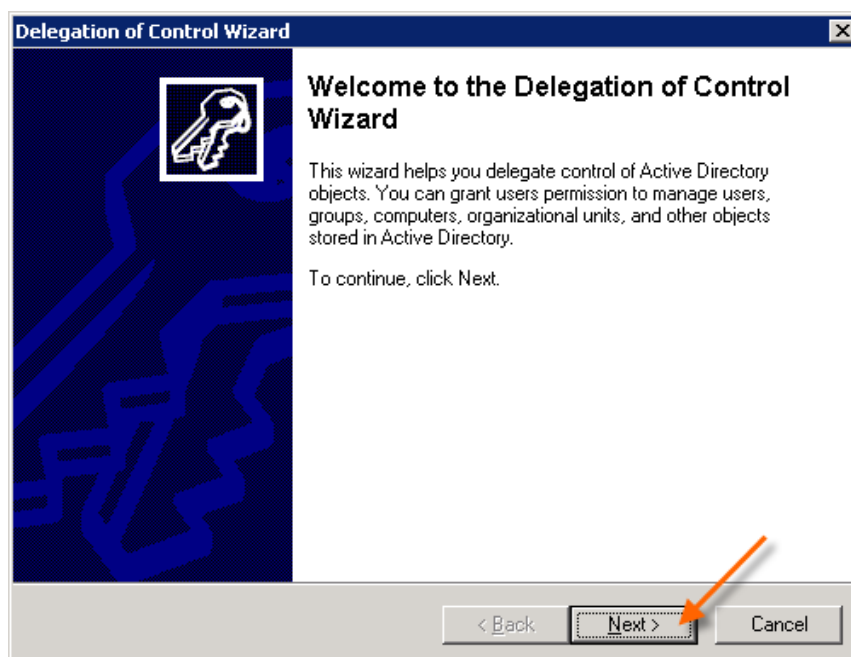 Delegation of Control Wizard
Welcome to the Delegation of Control
Wizard
This wizard helps you delegate control of Active Directory
objects. You can grant users permission to manage users,
groups, computers, organizational units, and other objects
stored in Active Directory.
To continue, click Next.
< Back Next > Cancel